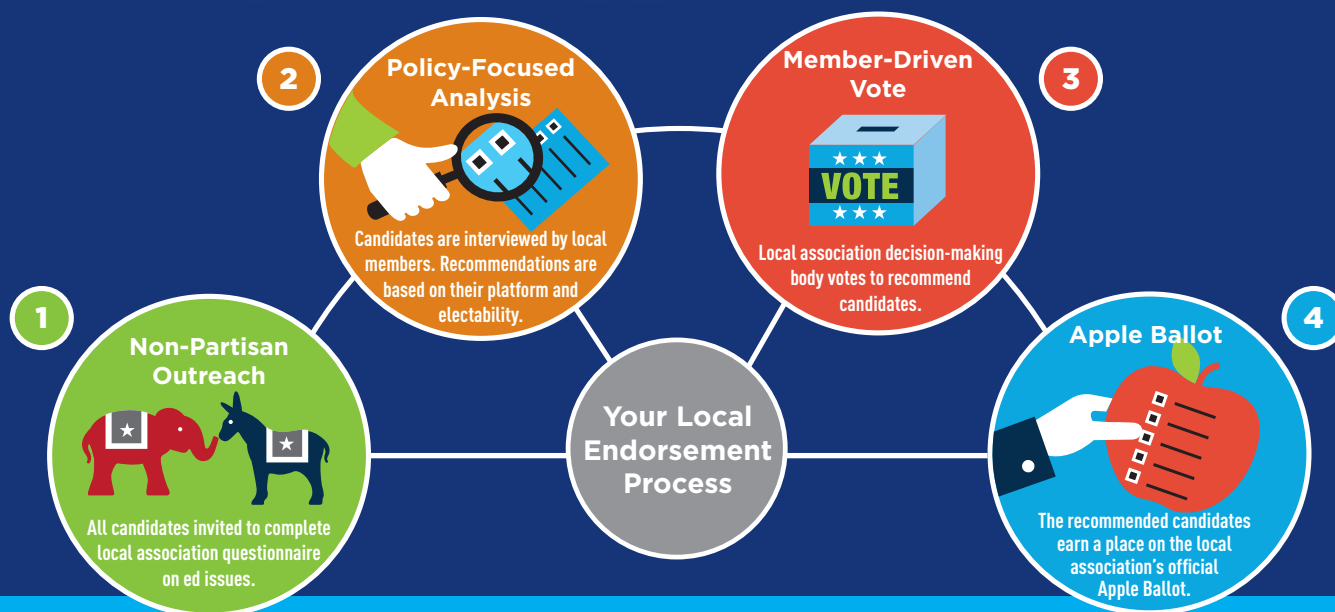 1
Non-Partisan
Outreach
All candidates invited to complete
local association questionnaire
on ed issues.
2
Policy-Focused
Analysis
Candidates are interviewed by local
members. Recommendations are
based on their platform and
electability.
3
Member-Driven
Vote
VOTE
Local association decision-making
body votes to recommend
candidates.
4
Apple Ballot
The recommended candidates
earn a place on the local
association's official
Apple Ballot.
Your Local
Endorsement
Process